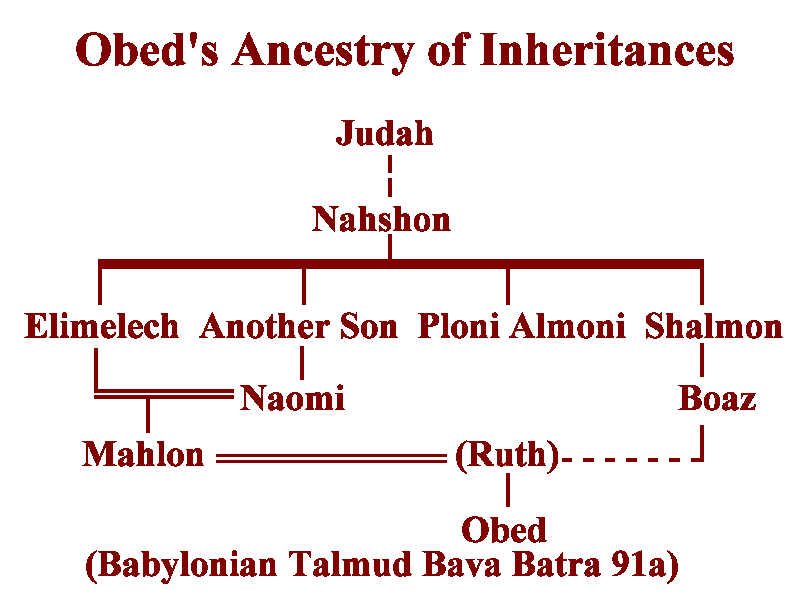 Obed's Ancestry of Inheritances
Judah
Nahshon
Elimelech Another Son Ploni Almoni Shalmon
Naomi Boaz
Mahlon (Ruth)
Obed
(Babylonian Talmud Bava Batra 91a)